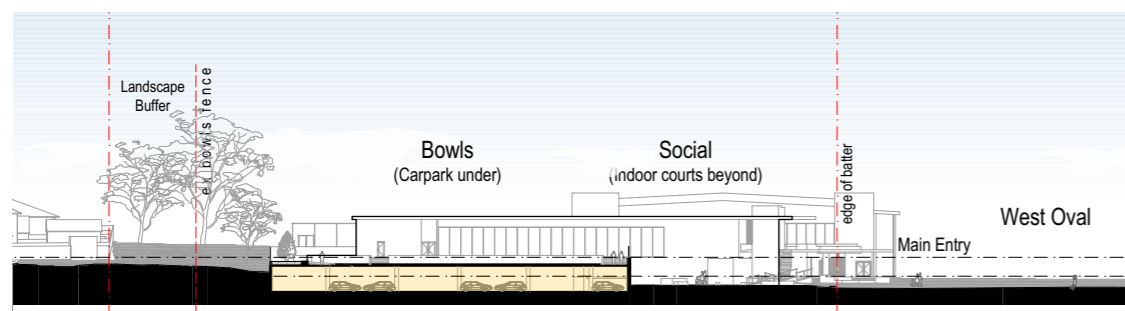 Landscape
Buffer
ex bowls fence
Bowls
(Carpark under)
Social
(Indoor courts beyond)
edge of batter
West Oval
Main Entry